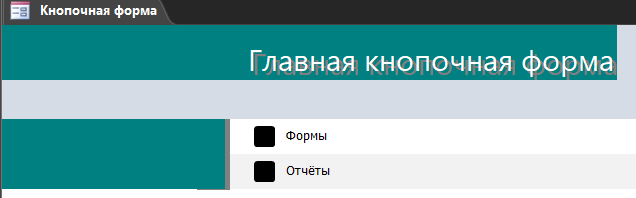 Кнопочная форма
Главная кнопочная форма
Формы
Отчёты